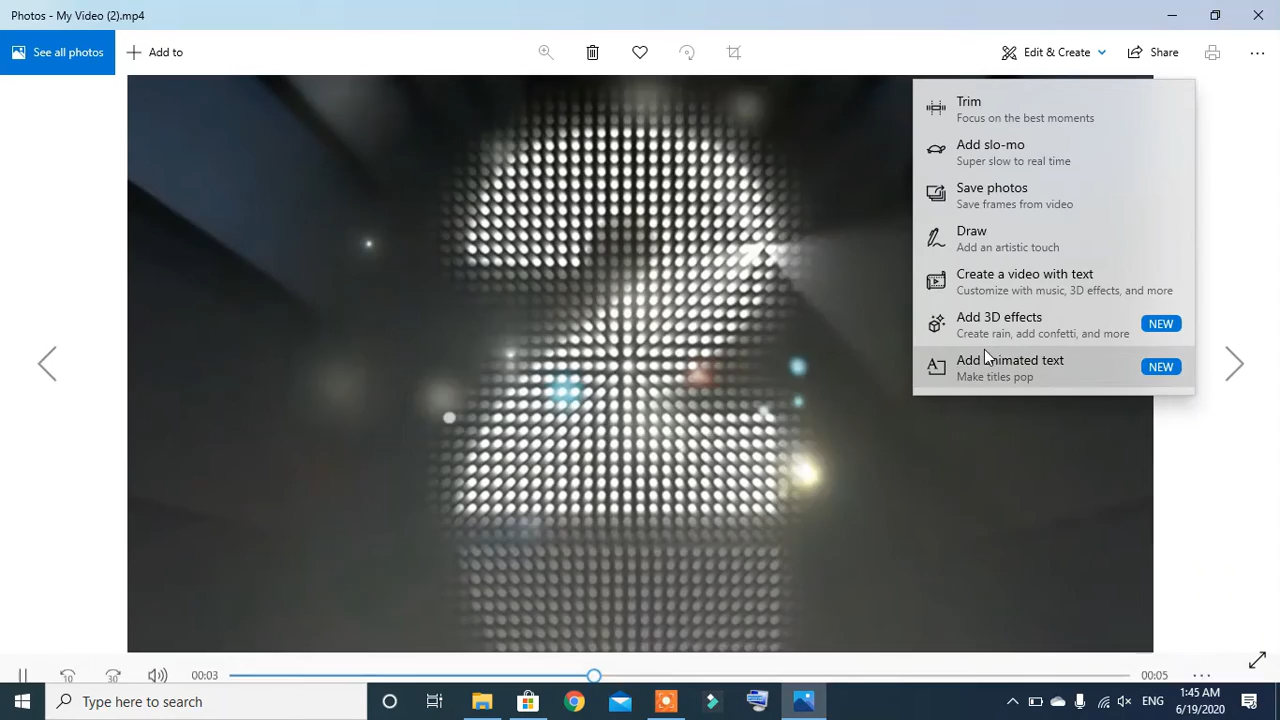 Photos - My Video (2).mp4
See all photos
Add to
Edit & Create
Share
Trim
Focus on the best moments
Add slo-mo
Super slow to real time
Save photos
Save frames from video
Draw
Add an artistic touch
Create a video with text
Customize with music, 3D effects, and more
Add 3D effects
Create rain, add confetti, and more
NEW
Add animated text
Make titles pop
NEW
2
10
30
00:03
00:05
Type here to search
ENG
1:45 AM
6/19/2020